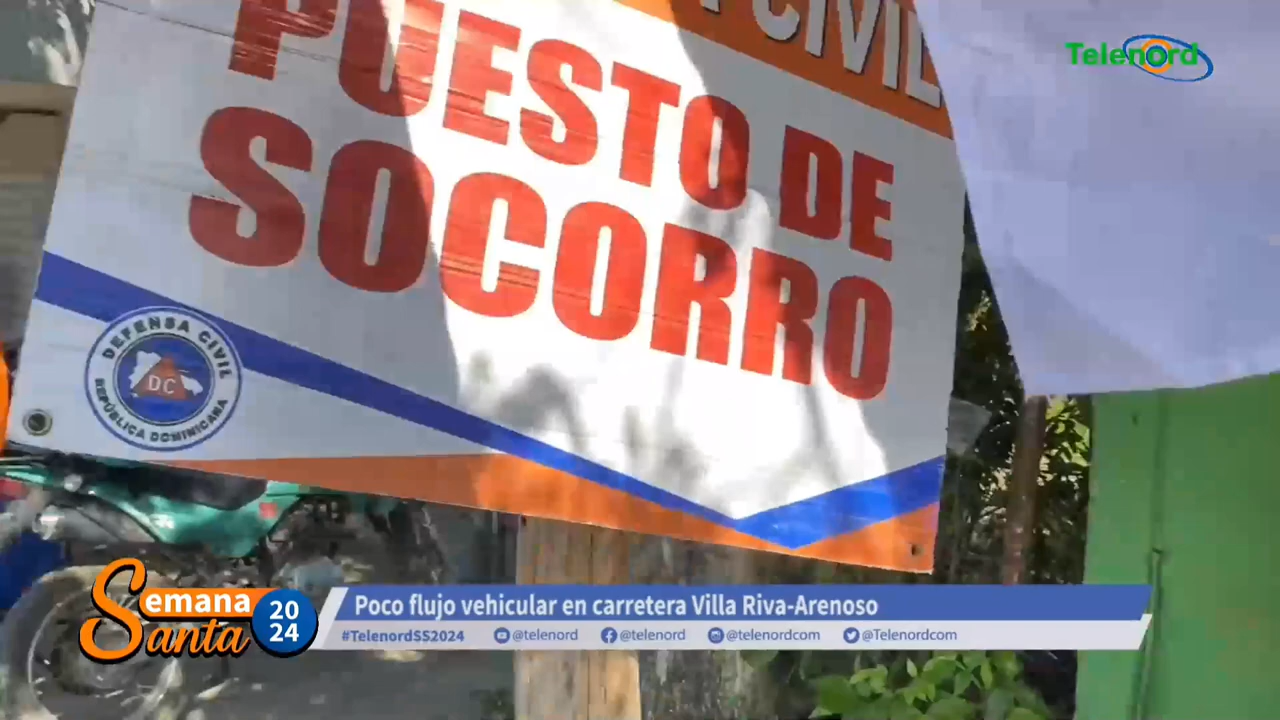 CIVIL
Telenord
PUESTO DE
SOCORRO
DEFENSA CIVIL
DC
REPÚBLICA DOMINICANA
Semana
Santa
20
24
Poco flujo vehicular en carretera Villa Riva-Arenoso
#TelenordSS2024 @telenord @telenord @telenordcom @Telenordcom